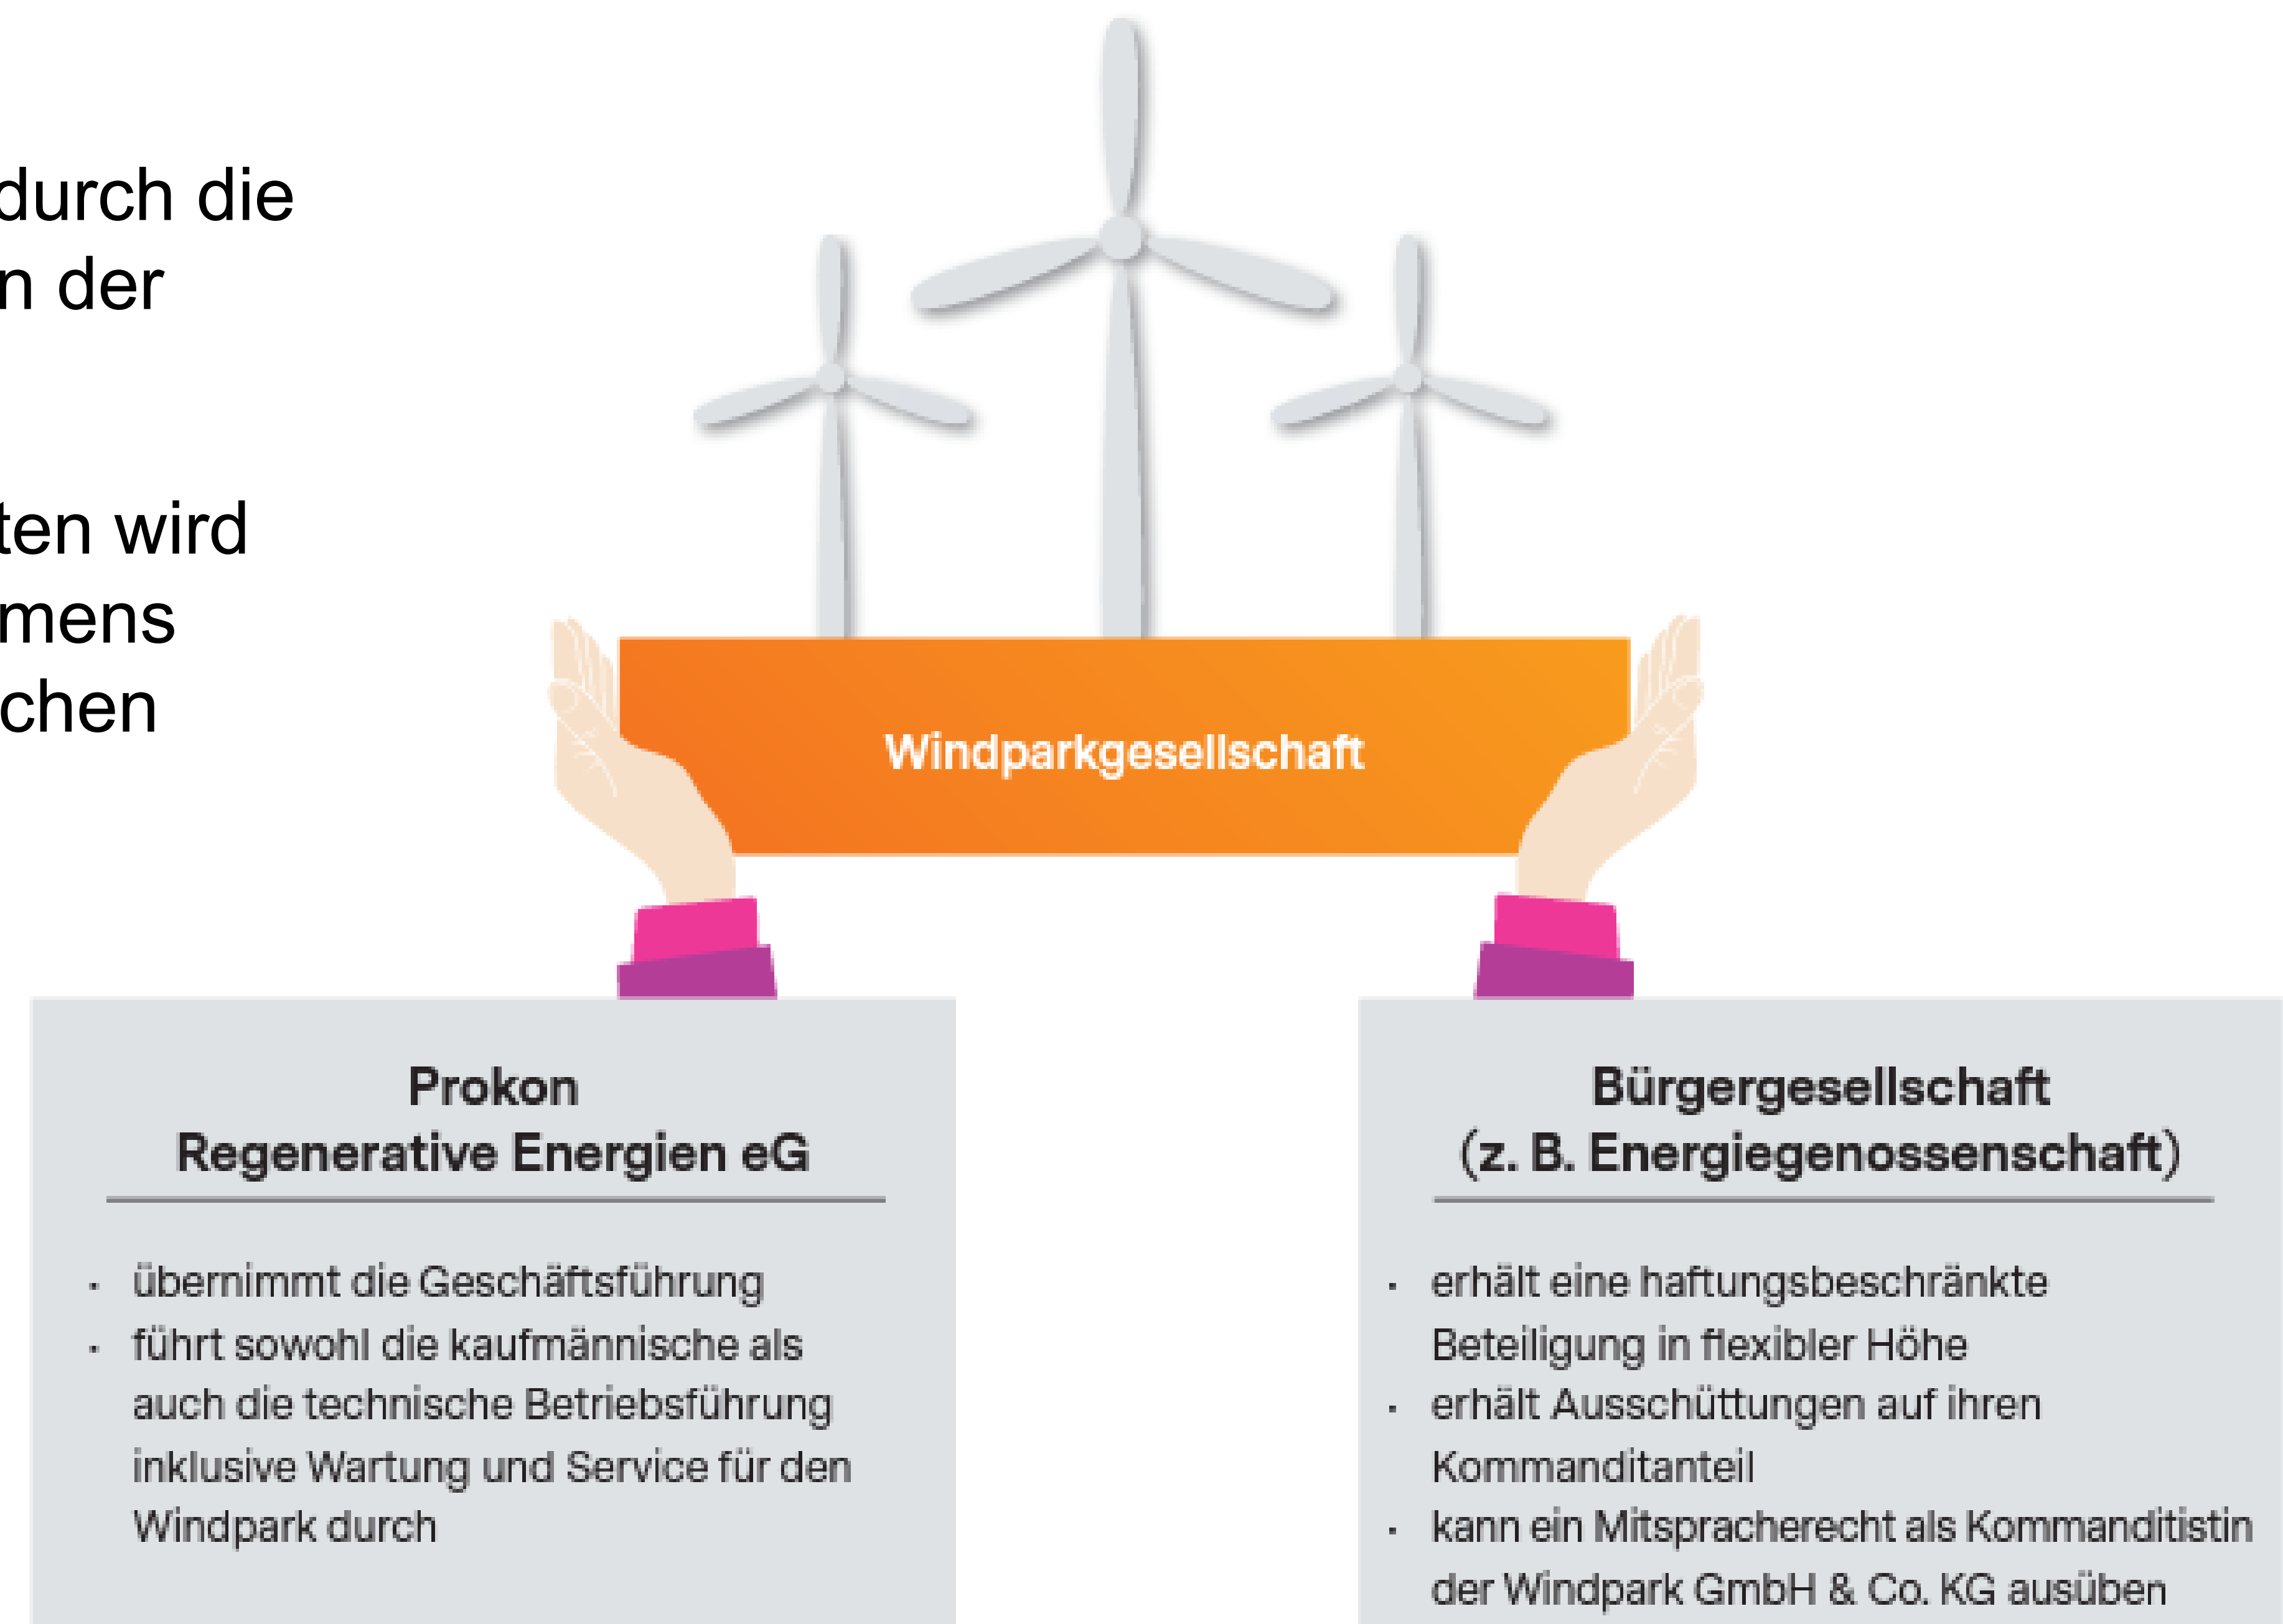 durch die
n der
ten wird
mens
chen
Windparkgesellschaft
Prokon
Regenerative Energien eG
· übernimmt die Geschäftsführung
· führt sowohl die kaufmännische als
auch die technische Betriebsführung
inklusive Wartung und Service für den
Windpark durch
Bürgergesellschaft
(z. B. Energiegenossenschaft)
· erhält eine haftungsbeschränkte
Beteiligung in flexibler Höhe
· erhält Ausschüttungen auf ihren
Kommanditanteil
· kann ein Mitspracherecht als Kommanditistin
der Windpark GmbH & Co. KG ausüben